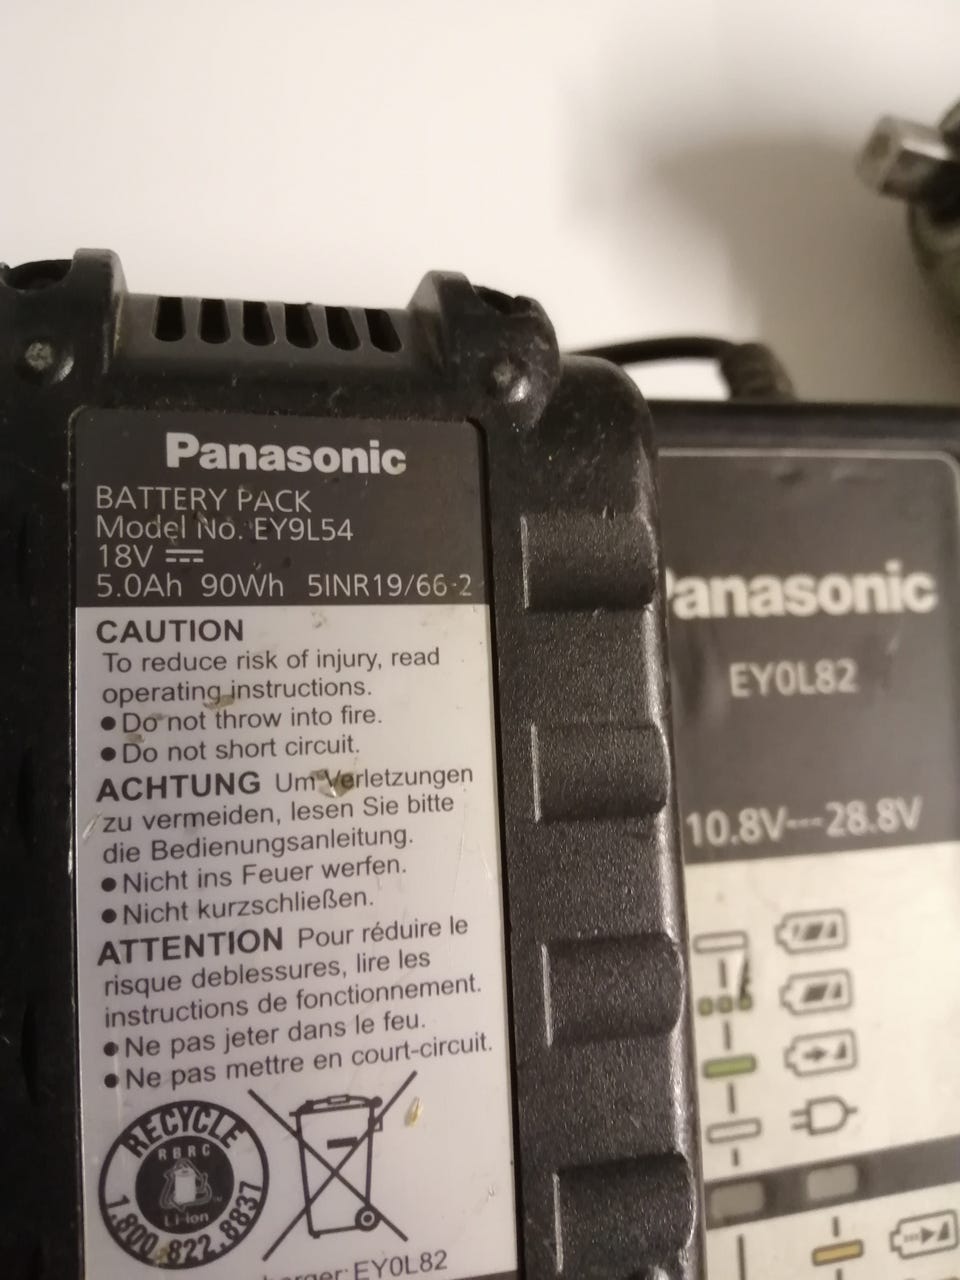 Panasonic
BATTERY PACK
Model No. EY9L54
18V
5.0Ah 90Wh 5INR19/66-2
CAUTION
To reduce risk of injury, read
operating instructions.
● Do not throw into fire.
● Do not short circuit.
ACHTUNG Um Verletzungen
zu vermeiden, lesen Sie bitte
die Bedienungsanleitung.
● Nicht ins Feuer werfen.
● Nicht kurzschließen.
ATTENTION Pour réduire le
risque deblessures, lire les
instructions de fonctionnement.
● Ne pas jeter dans le feu.
● Ne pas mettre en court-circuit.
RECYCLE
RBRC
Li-ion
1.800.822.8837
EY0L82
Panasonic
EY0L82
10.8V---28.8V